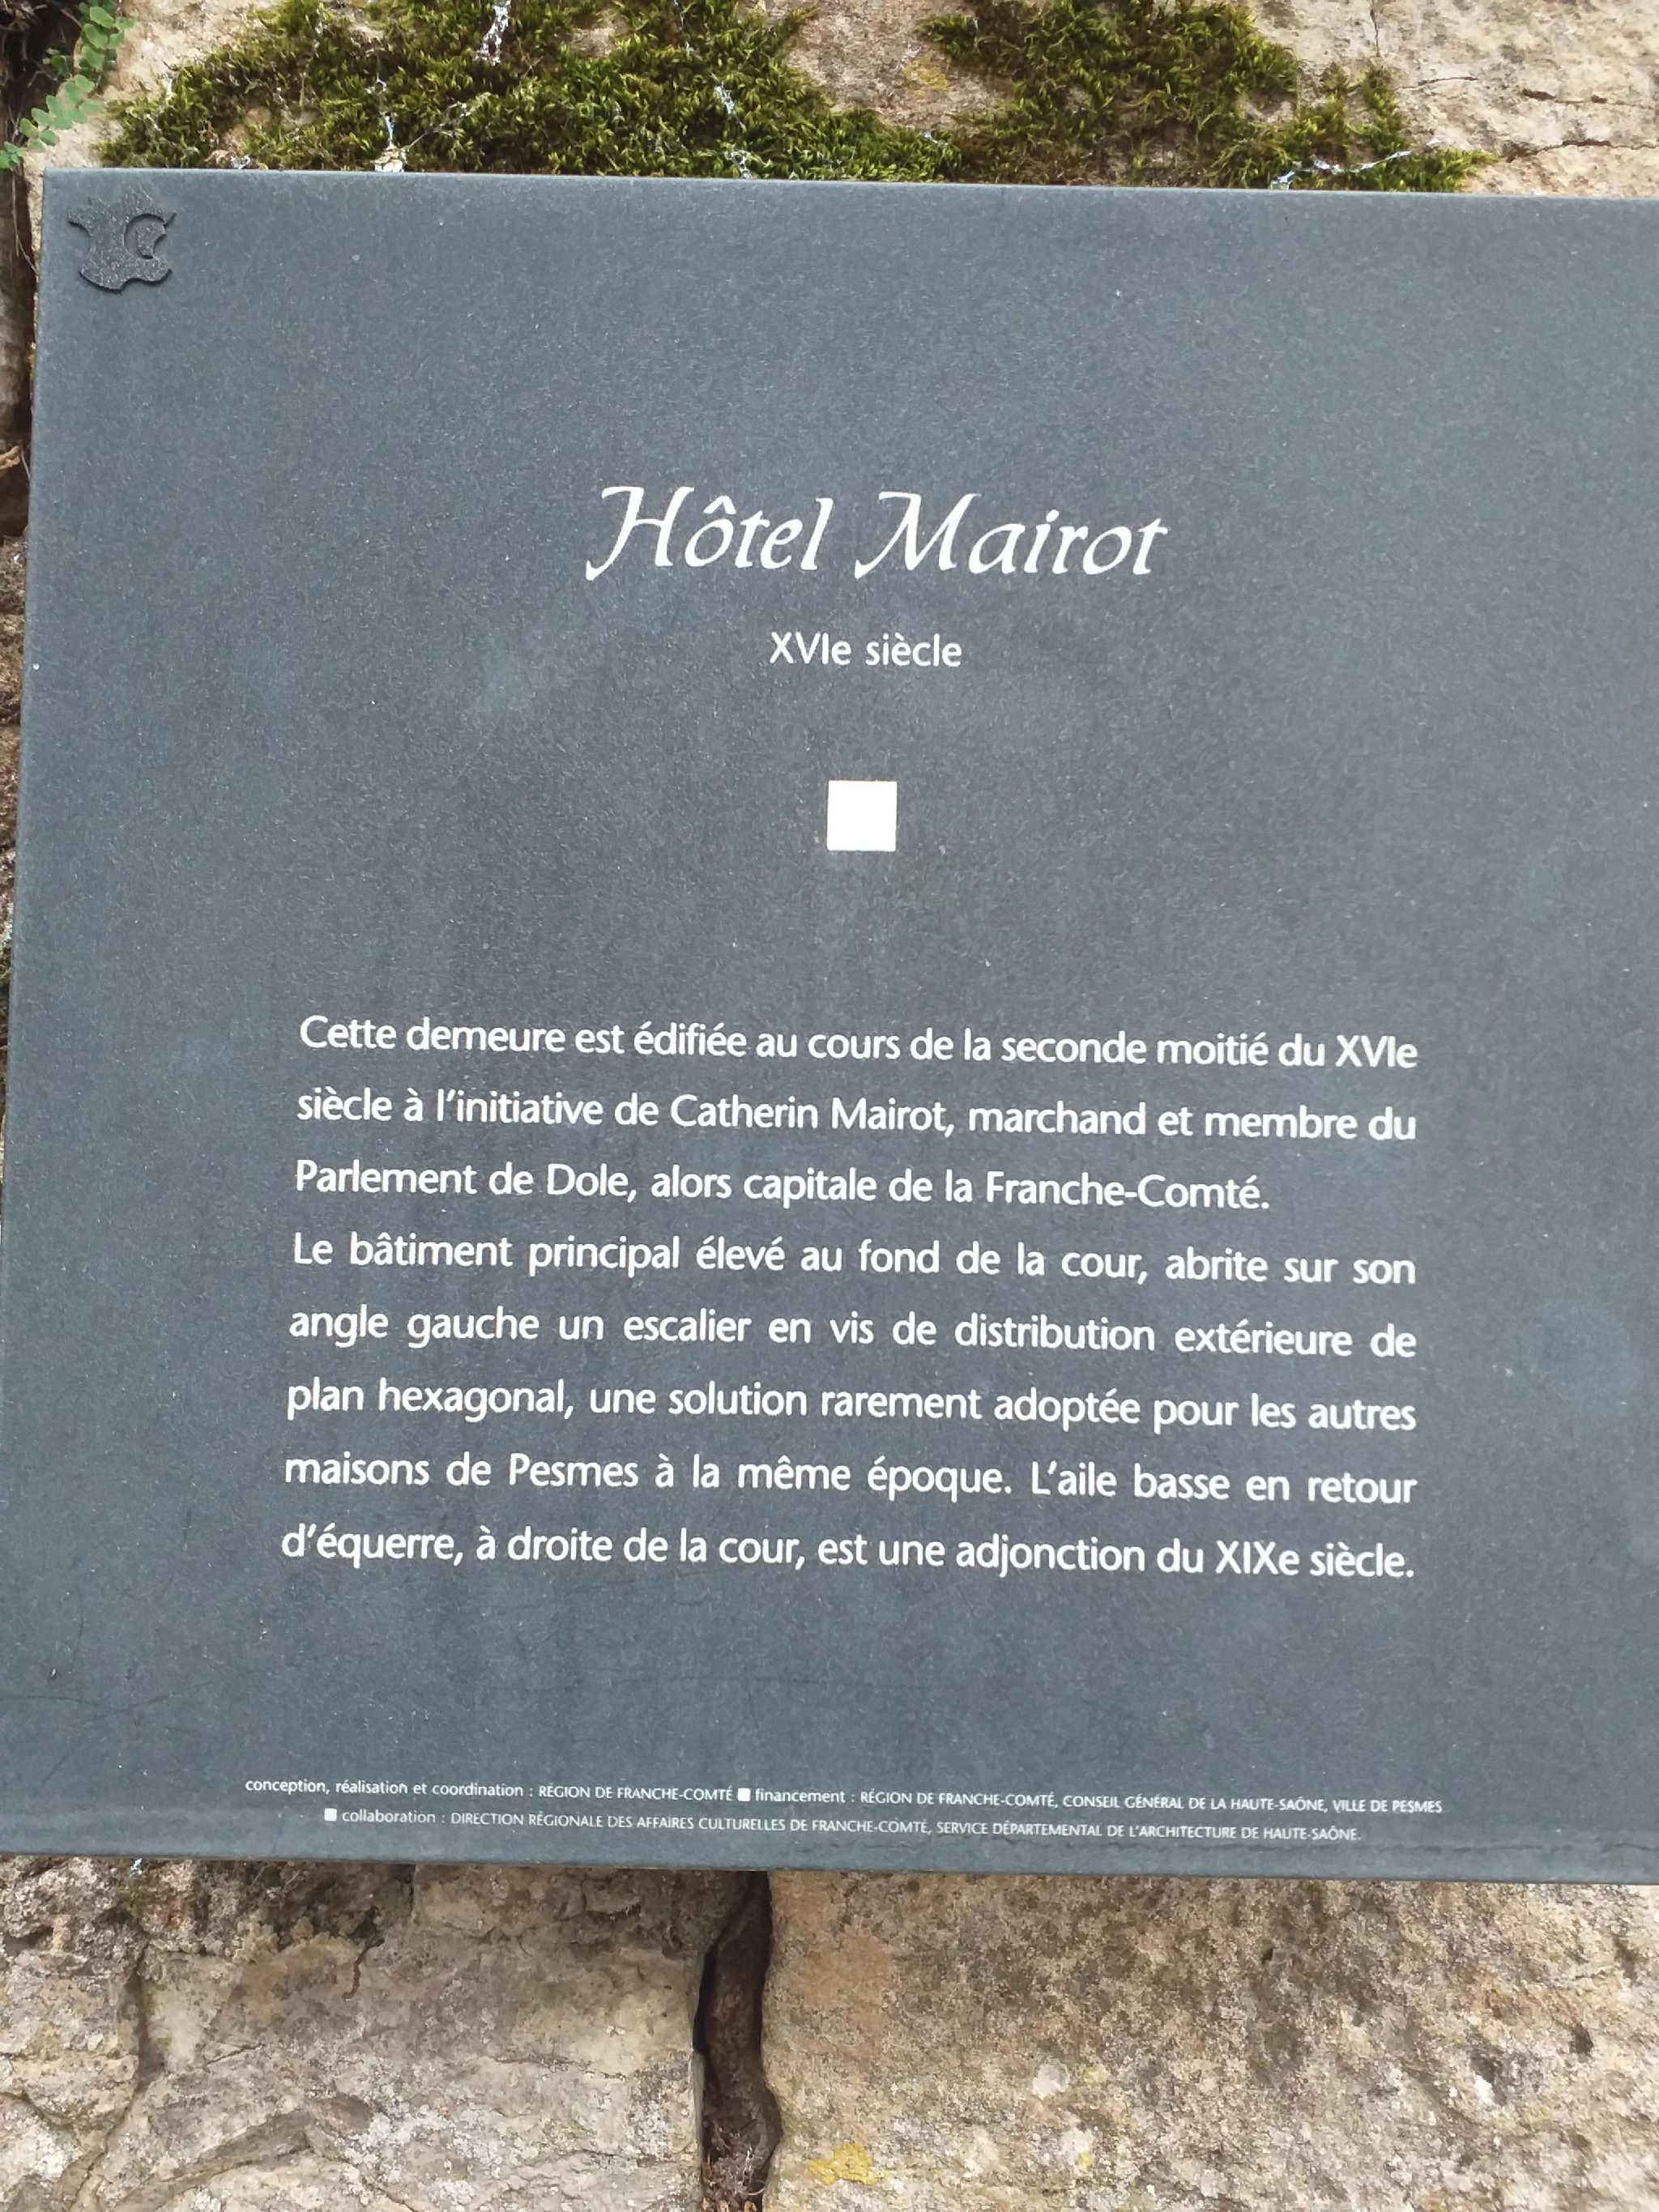 Hôtel Mairot
XVIe siècle
Cette demeure est édifiée au cours de la seconde moitié du XVIe
siècle à l'initiative de Catherin Mairot, marchand et membre du
Parlement de Dole, alors capitale de la Franche-Comté.
Le bâtiment principal élevé au fond de la cour, abrite sur son
angle gauche un escalier en vis de distribution extérieure de
plan hexagonal, une solution rarement adoptée pour les autres
maisons de Pesmes à la même époque. L'aile basse en retour
d'équerre, à droite de la cour, est une adjonction du XIXe siècle.
conception, réalisation et coordination : RÉGION DE FRANCHE-COMTÉ ■ financement : RÉGION DE FRANCHE-COMTÉ, CONSEIL GÉNÉRAL DE LA HAUTE-SAÔNE, VILLE DE PESMES
■ collaboration : DIRECTION RÉGIONALE DES AFFAIRES CULTURELLES DE FRANCHE-COMTÉ, SERVICE DÉPARTEMENTAL DE L'ARCHITECTURE DE HAUTE-SAÔNE.